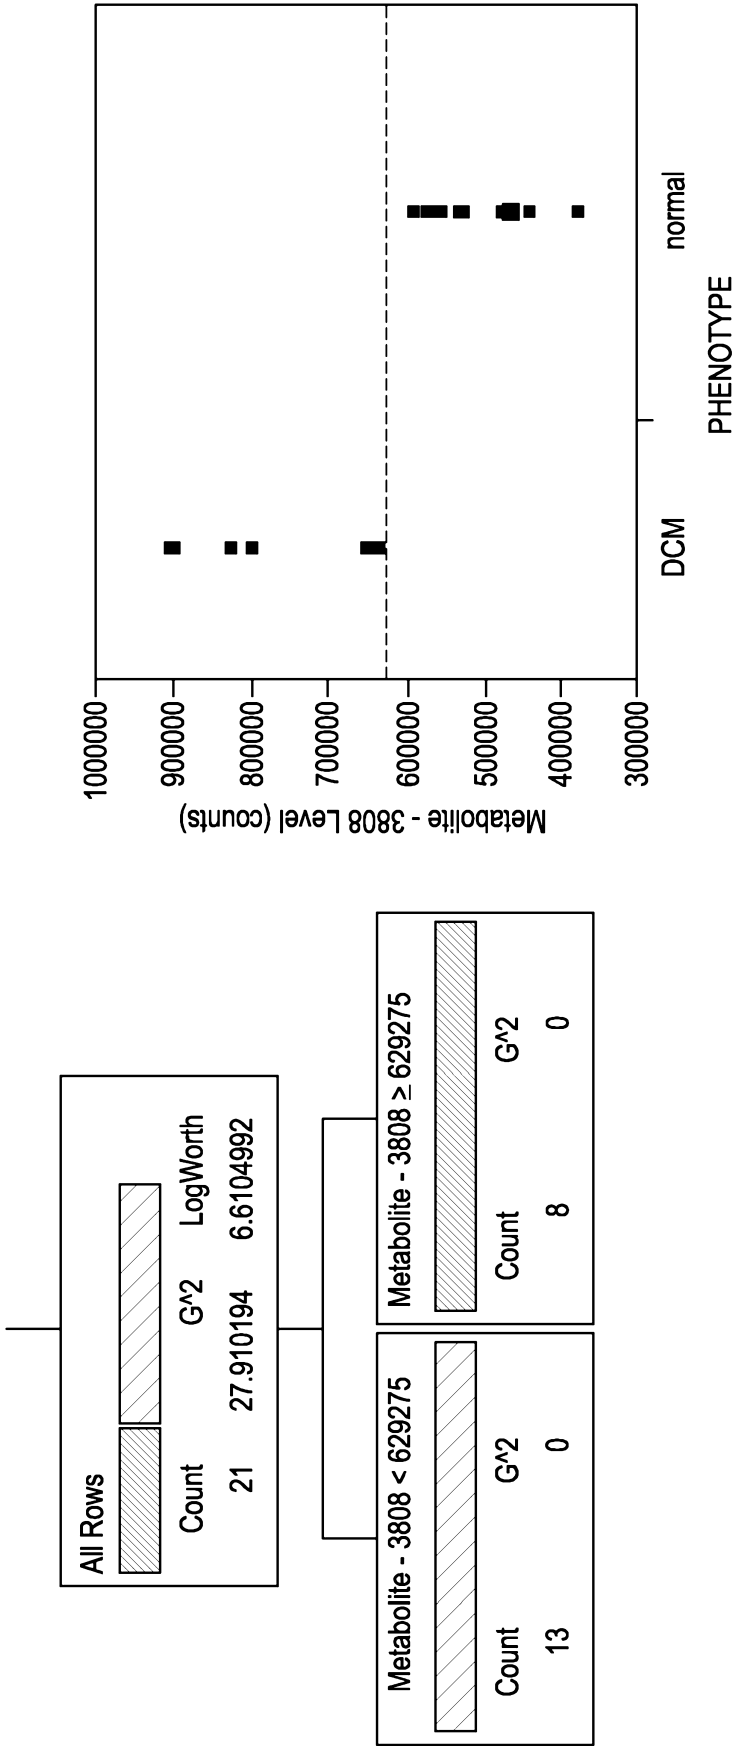 All Rows
Count G^2 LogWorth
21 27.910194 6.6104992
Metabolite - 3808 < 629275
Count G^2
13 0
Metabolite - 3808 ≥ 629275
Count G^2
8 0
Metabolite - 3808 Level (counts)
1000000
900000
800000
700000
600000
500000
400000
300000
DCM normal
PHENOTYPE